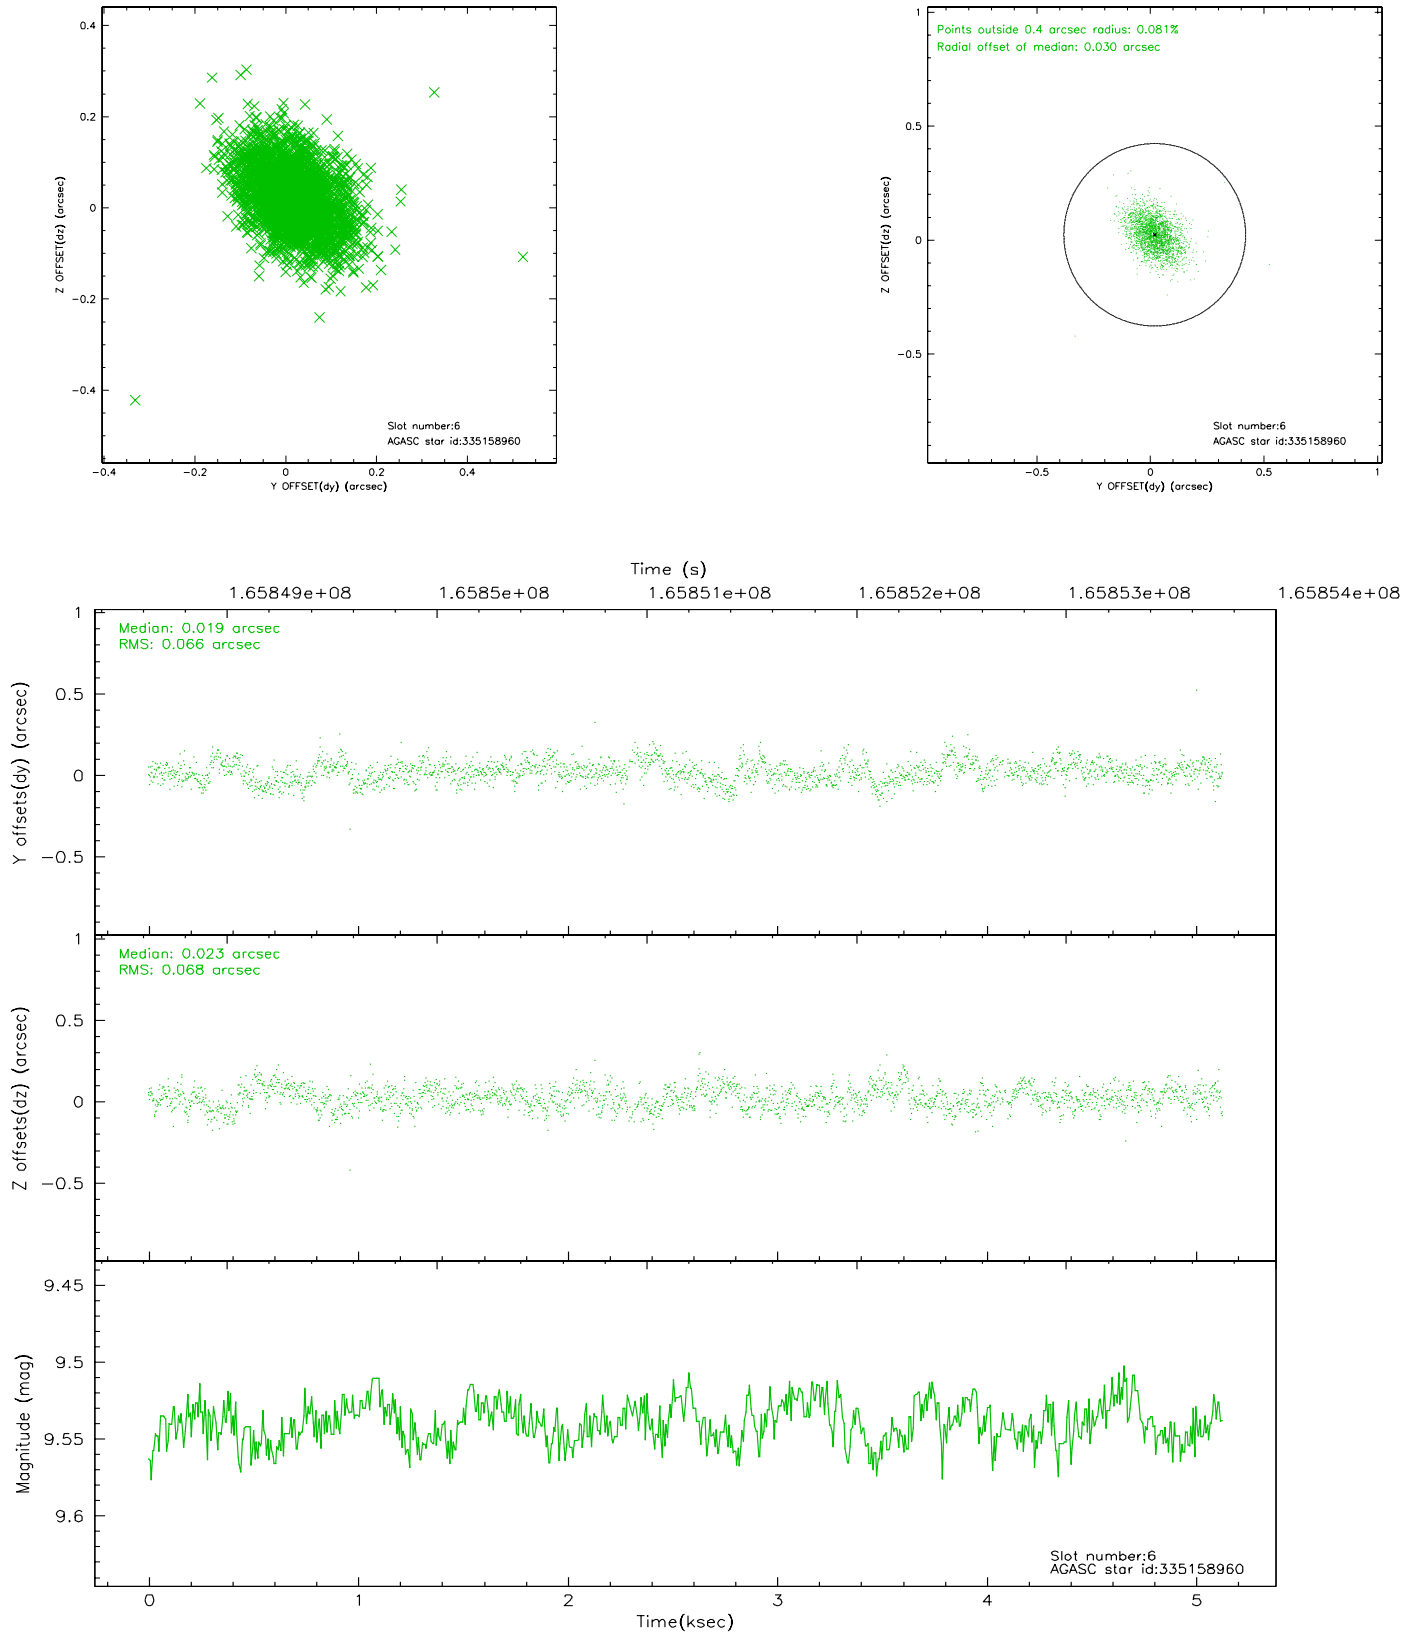 0.4
0.2
0
−0.2
−0.4
Z OFFSET(dz) (arcsec)
Slot number:6
AGASC star id:335158960
−0.4 −0.2 0 0.2 0.4
Y OFFSET(dy) (arcsec)
1
0.5
0
−0.5
Z OFFSET(dz) (arcsec)
Points outside 0.4 arcsec radius: 0.081%
Radial offset of median: 0.030 arcsec
Slot number:6
AGASC star id:335158960
−0.5 0 0.5 1
Y OFFSET(dy) (arcsec)
Time (s)
1.65849e+08 1.6585e+08 1.65851e+08 1.65852e+08 1.65853e+08 1.65854e+08
1
0.5
0
−0.5
Y offsets(dy) (arcsec)
Median: 0.019 arcsec
RMS: 0.066 arcsec
1
0.5
0
−0.5
Z offsets(dz) (arcsec)
Median: 0.023 arcsec
RMS: 0.068 arcsec
9.45
9.5
9.55
9.6
Magnitude (mag)
Slot number:6
AGASC star id:335158960
0 1 2 3 4 5
Time(ksec)